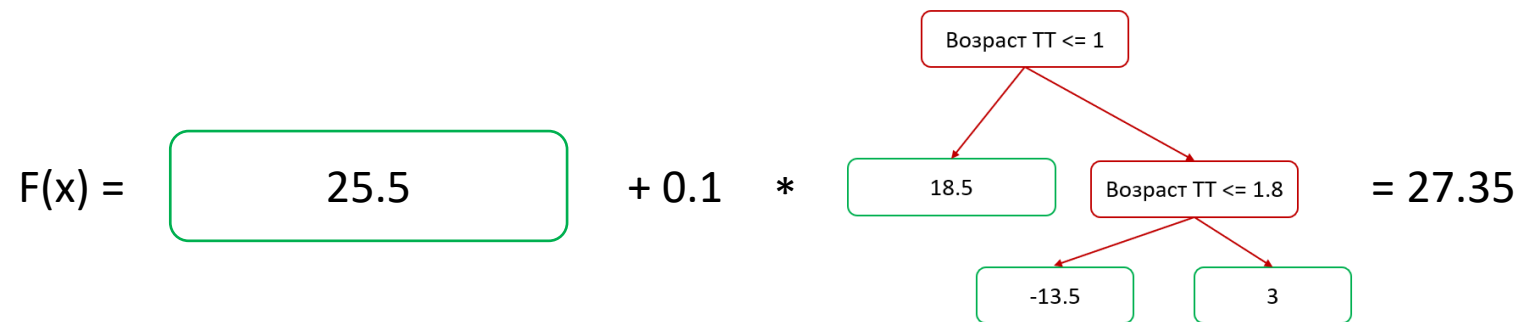 Возраст ТТ <= 1
F(x) = 25.5 + 0.1 * 18.5 Возраст ТТ <= 1.8 = 27.35
-13.5 3